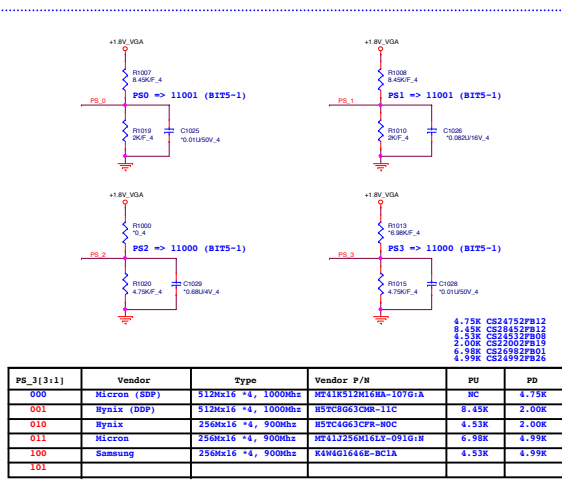 +1.8V_VGA
R1007
8.45K/F_4
PS0 => 11001 (BIT5-1)
PS_0
R1019
2K/F_4
C1025
*0.01U/50V_4
+1.8V_VGA
R1008
8.45K/F_4
PS1 => 11001 (BIT5-1)
PS_1
R1010
2K/F_4
C1026
*0.082U/16V_4
+1.8V_VGA
R1000
*0_4
PS2 => 11000 (BIT5-1)
PS_2
R1020
4.75K/F_4
C1029
*0.68U/4V_4
+1.8V_VGA
R1013
*6.98K/F_4
PS3 => 11000 (BIT5-1)
PS_3
R1015
4.75K/F_4
C1028
*0.01U/50V_4
4.75K CS24752FB12
8.45K CS28452FB12
4.53K CS24532FB08
2.00K CS22002FB19
6.98K CS26982FB01
4.99K CS24992FB26
PS_3[3:1] Vendor Type Vendor P/N PU PD
000 Micron (SDP) 512Mx16 *4, 1000Mhz MT41K512M16HA-107G:A NC 4.75K
001 Hynix (DDP) 512Mx16 *4, 1000Mhz H5TC8G63CMR-11C 8.45K 2.00K
010 Hynix 256Mx16 *4, 900Mhz H5TC4G63CFR-N0C 4.53K 2.00K
011 Micron 256Mx16 *4, 900Mhz MT41J256M16LY-091G:N 6.98K 4.99K
100 Samsung 256Mx16 *4, 900Mhz K4W4G1646E-BC1A 4.53K 4.99K
101